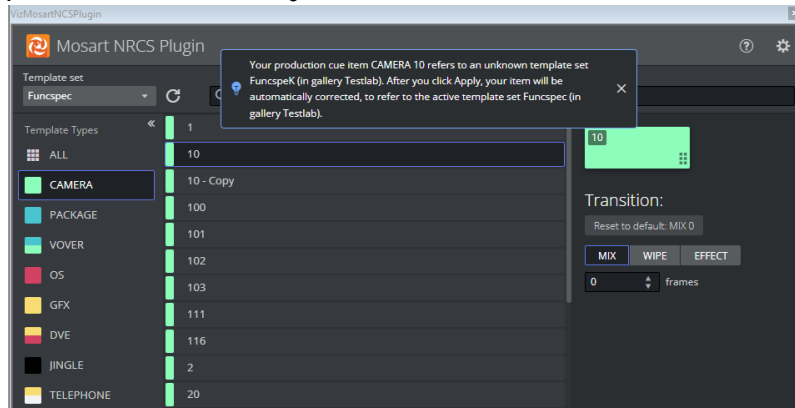 VizMosartNCSPlugin
Mosart NRCS Plugin
Your production cue item CAMERA 10 refers to an unknown template set
FuncspeK (in gallery Testlab). After you click Apply, your item will be
automatically corrected, to refer to the active template set Funcspec (in
gallery Testlab).
Template set
Funcspec
Template Types
ALL
CAMERA
PACKAGE
VOVER
OS
GFX
DVE
JINGLE
TELEPHONE
1
10
10 - Copy
100
101
102
103
111
116
2
20
10
Transition:
Reset to default: MIX 0
MIX WIPE EFFECT
0 frames